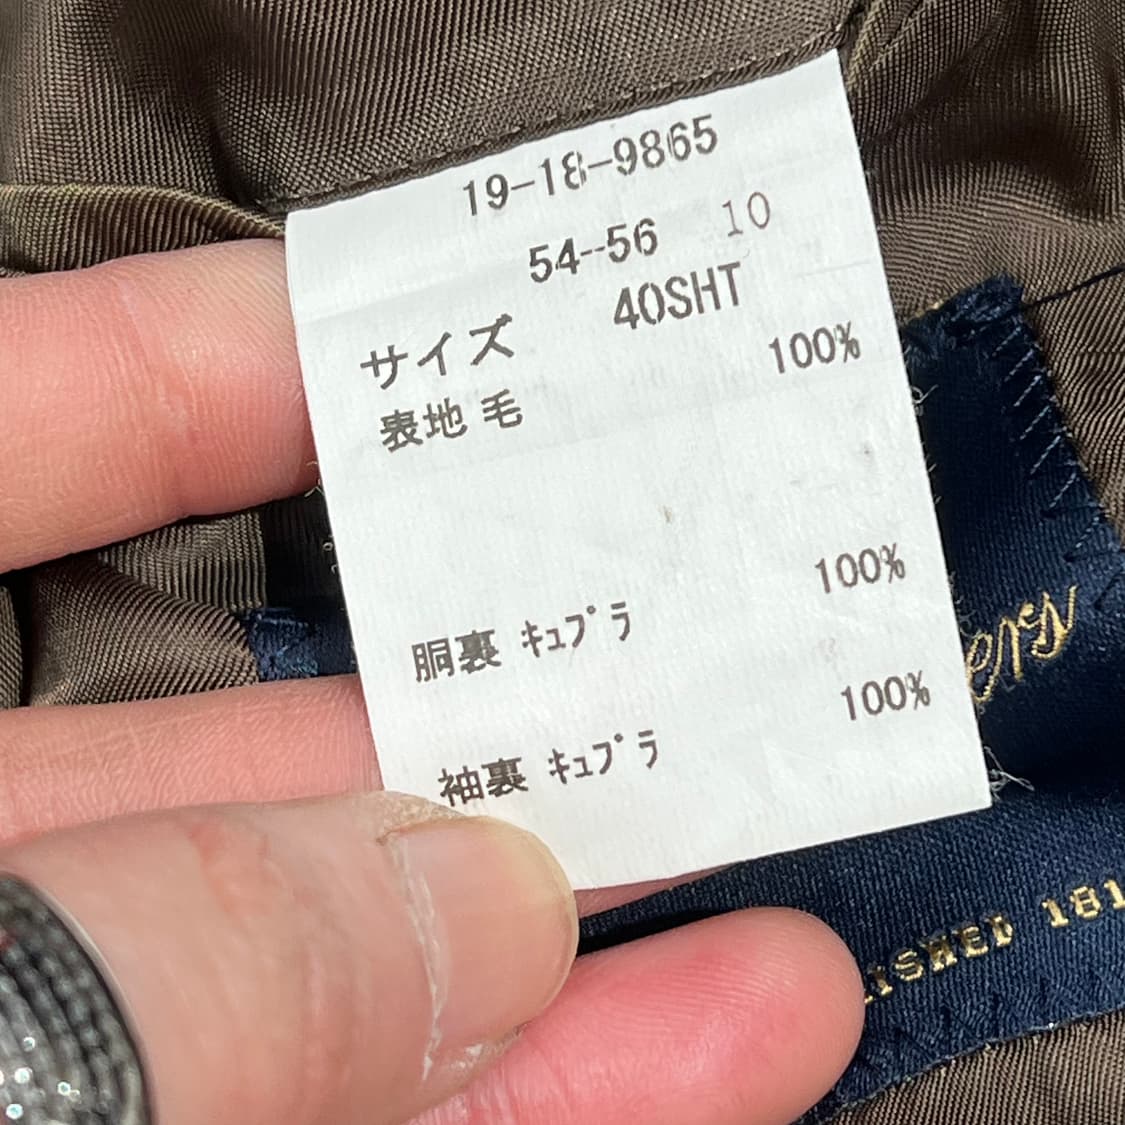 19-18-9865
54--56 10
サイズ 40SHT
表地 毛 100%
胴裏 ｷｭﾌﾟﾗ 100%
袖裏 ｷｭﾌﾟﾗ 100%